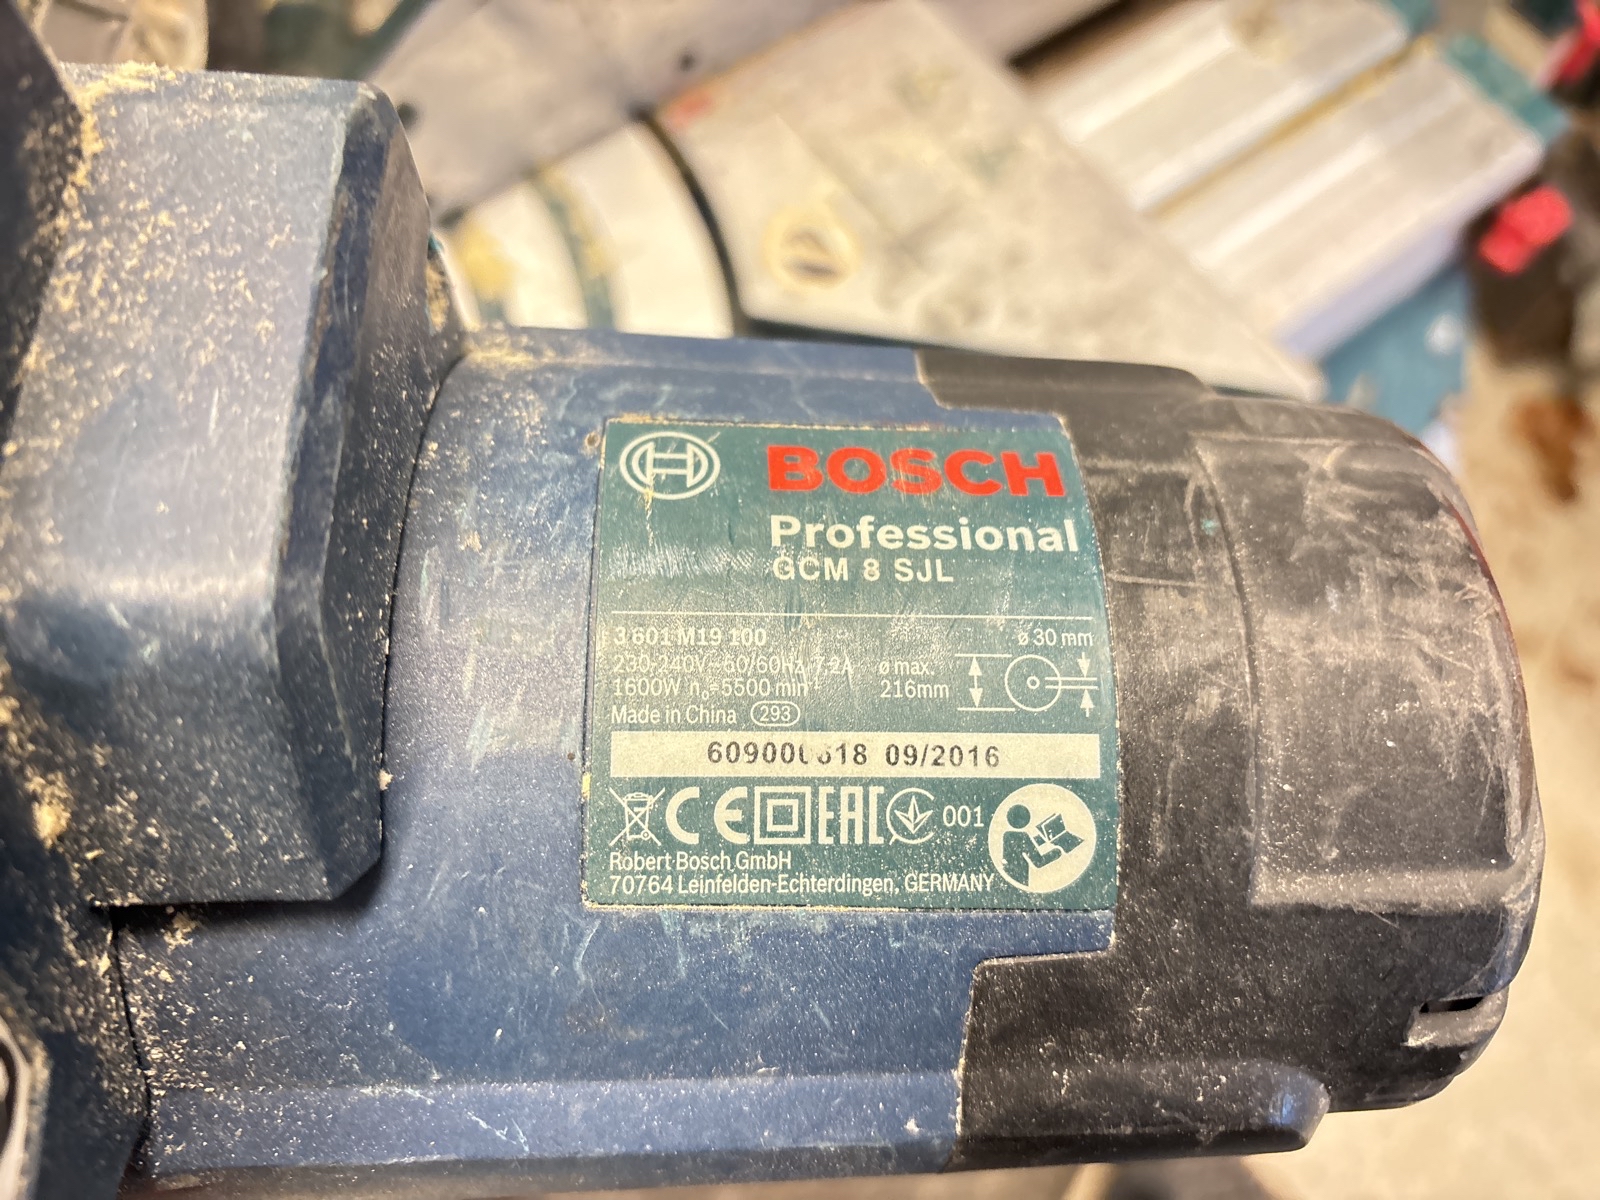 BOSCH
Professional
GCM 8 SJL
3 601 M19 100
ø 30 mm
230-240V~ 50/60Hz 7,2A
ø max.
1600W n₀=5500 min⁻¹
216mm
Made in China 293
09/2016
CE EAC 001
Robert Bosch GmbH
70764 Leinfelden-Echterdingen, GERMANY